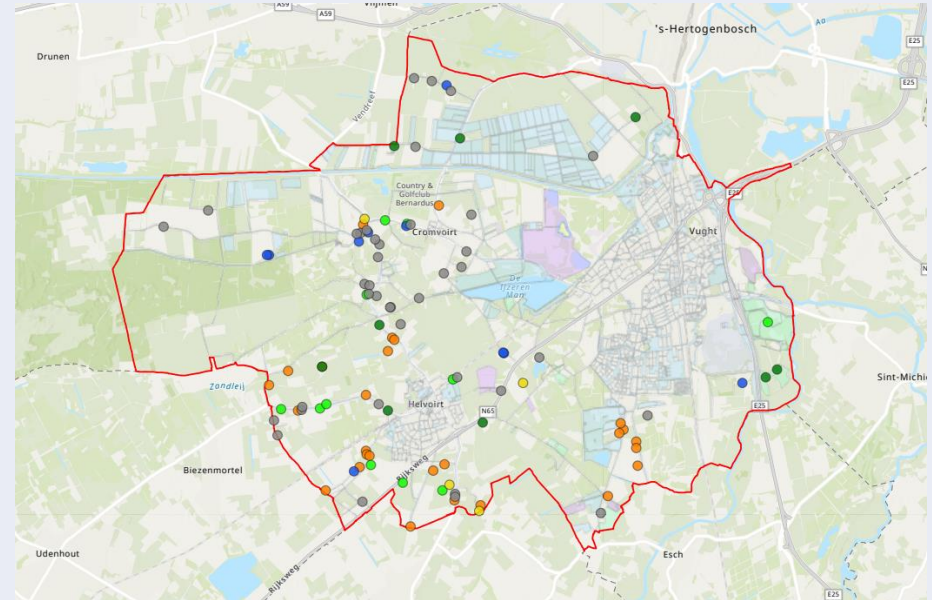 A59
Vlijmen
A59
's-Hertogenbosch
Ao
E25
Drunen
E25
Vendreef
Country &
Golfclub
Bernardus
E25
Cromvoirt
Vught
De
IJzeren
Man
Zandleij
Sint-Michi
Helvoirt
N65
E25
Rijksweg
Biezenmortel
Udenhout
Esch
Rijksweg
E25